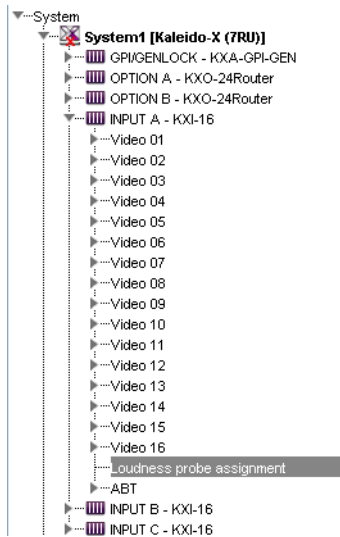 System
System1 [Kaleido-X (7RU)]
GPI/GENLOCK - KXA-GPI-GEN
OPTION A - KXO-24Router
OPTION B - KXO-24Router
INPUT A - KXI-16
Video 01
Video 02
Video 03
Video 04
Video 05
Video 06
Video 07
Video 08
Video 09
Video 10
Video 11
Video 12
Video 13
Video 14
Video 15
Video 16
Loudness probe assignment
ABT
INPUT B - KXI-16
INPUT C - KXI-16